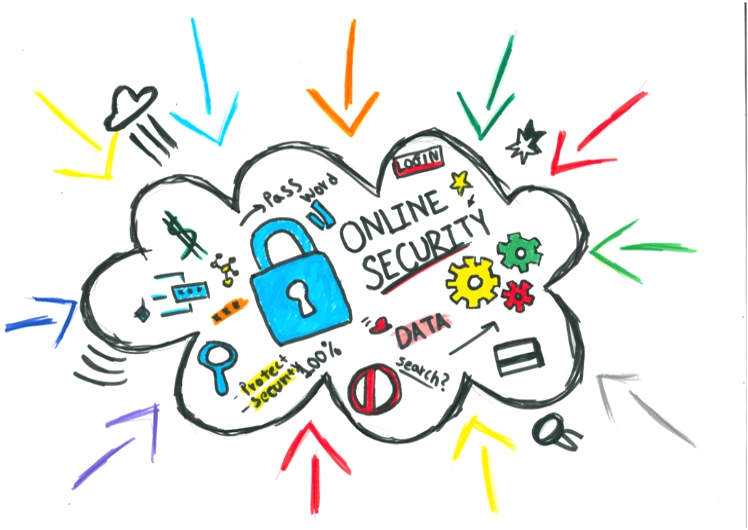 LOGIN
Pass
word
ONLINE
SECURITY
$
DATA
100%
- Protect
- Security
search?